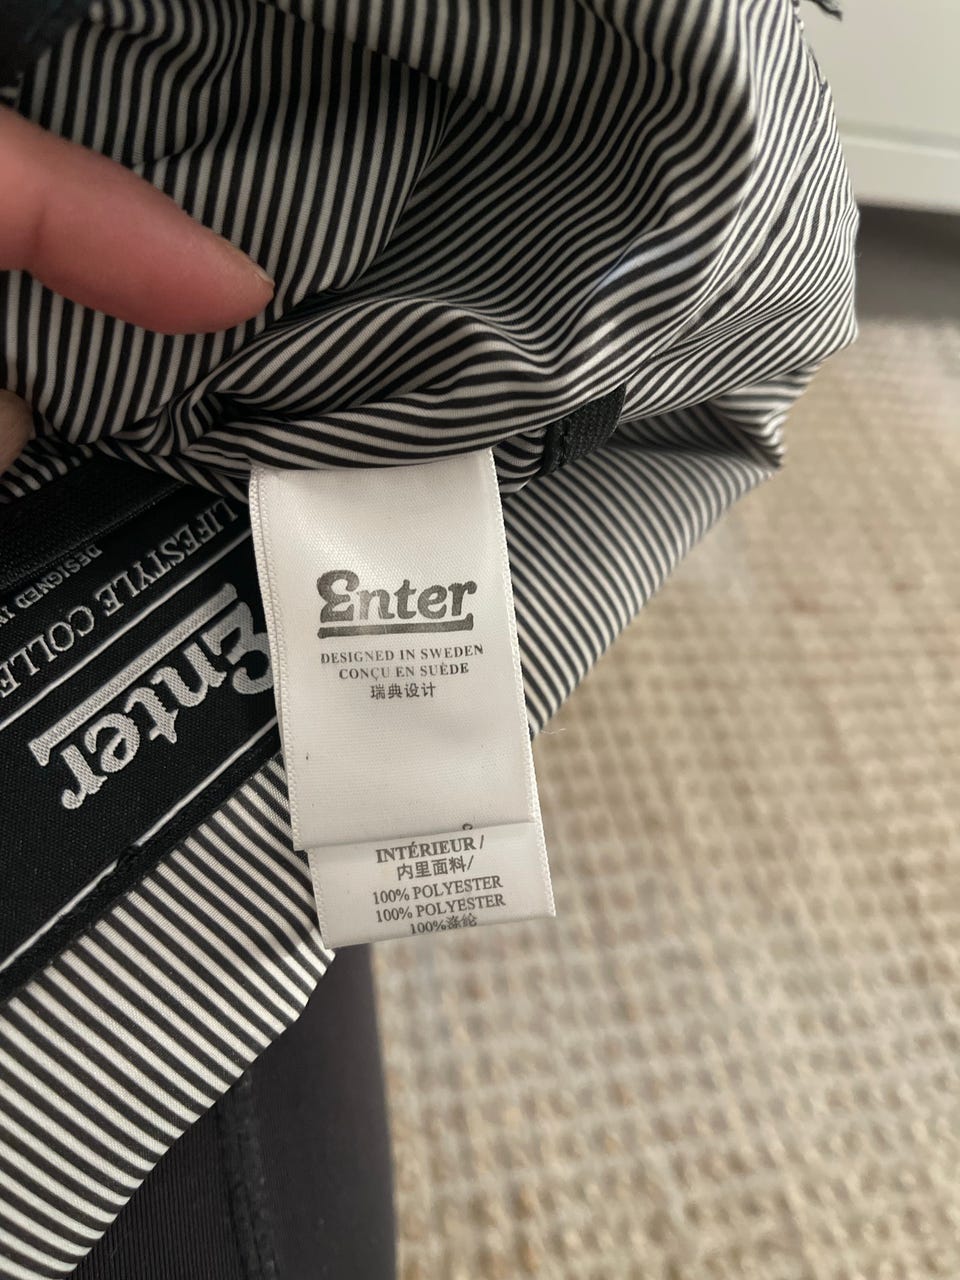 Enter
DESIGNED IN SWEDEN
CONÇU EN SUÈDE
瑞典设计
INTÉRIEUR /
内里面料/
100% POLYESTER
100% POLYESTER
100%涤纶
Enter
LIFESTYLE COLLE
DESIGNED I